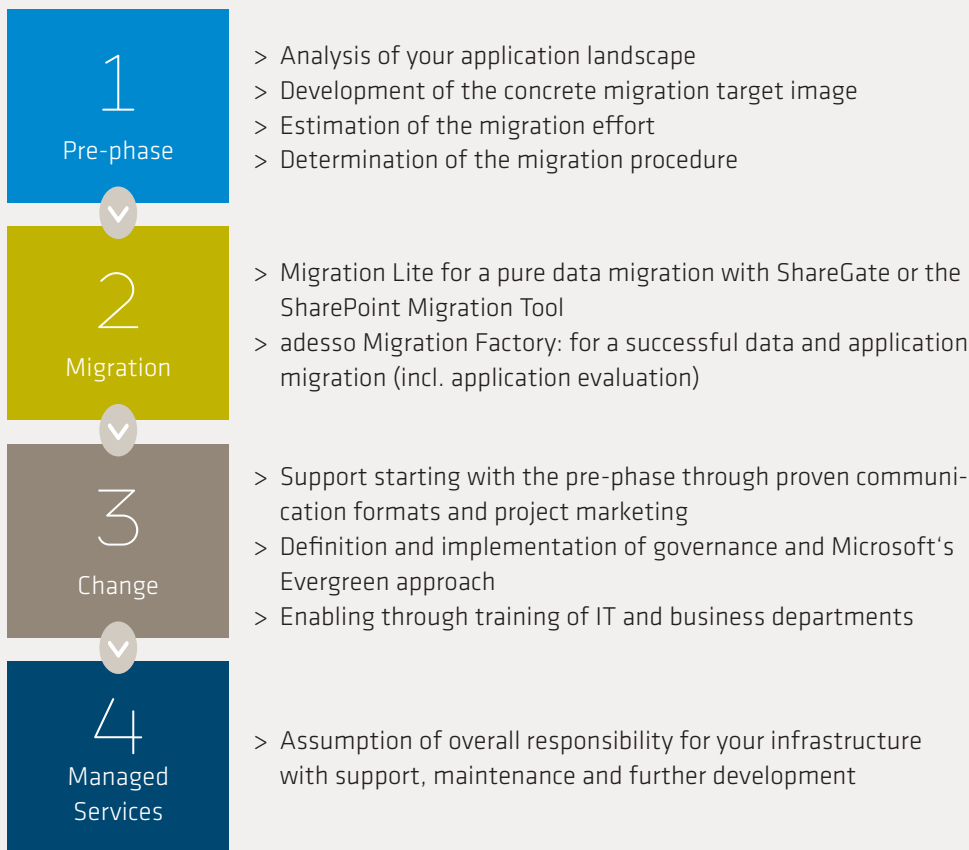 1
Pre-phase
> Analysis of your application landscape
> Development of the concrete migration target image
> Estimation of the migration effort
> Determination of the migration procedure
2
Migration
> Migration Lite for a pure data migration with ShareGate or the
SharePoint Migration Tool
> adesso Migration Factory: for a successful data and application
migration (incl. application evaluation)
3
Change
> Support starting with the pre-phase through proven communi-
cation formats and project marketing
> Definition and implementation of governance and Microsoft‘s
Evergreen approach
> Enabling through training of IT and business departments
4
Managed
Services
> Assumption of overall responsibility for your infrastructure
with support, maintenance and further development